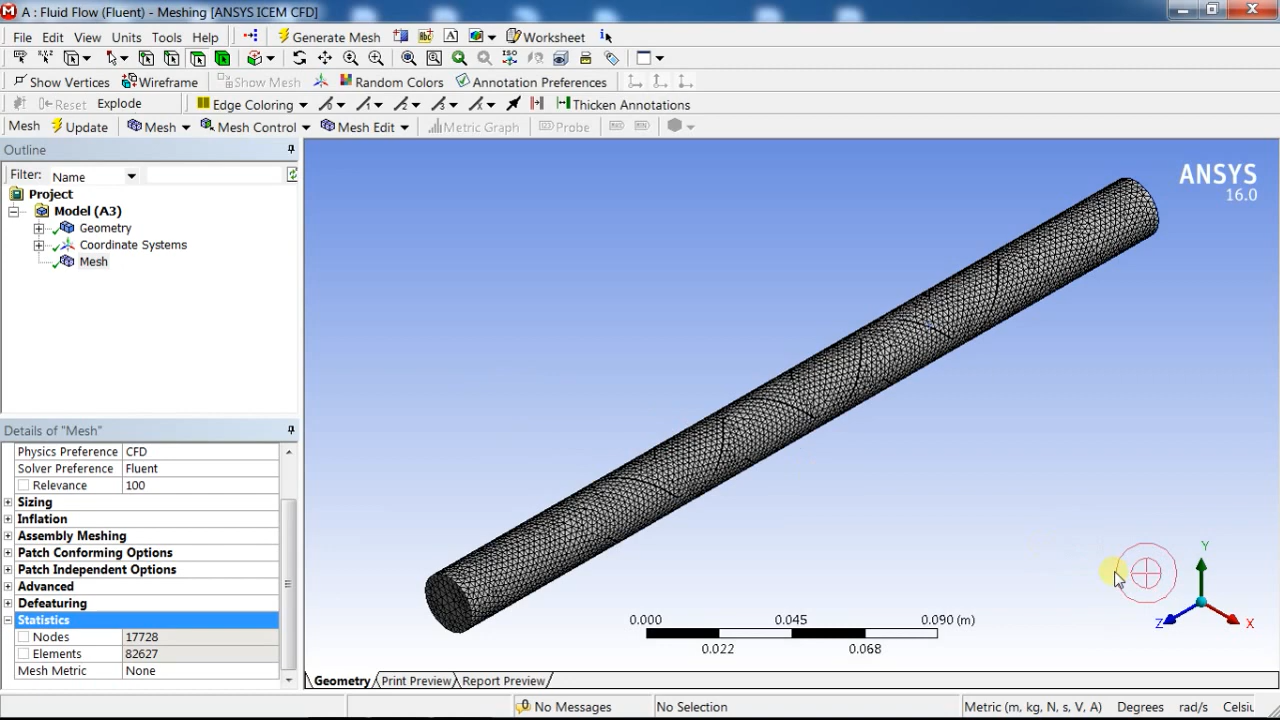 A : Fluid Flow (Fluent) - Meshing [ANSYS ICEM CFD]
File Edit View Units Tools Help Generate Mesh A Worksheet i
Show Vertices Wireframe Show Mesh Random Colors Annotation Preferences
Reset Explode Edge Coloring Thicken Annotations
Mesh Update Mesh Mesh Control Mesh Edit Metric Graph Probe
Outline
Filter: Name
Project
Model (A3)
Geometry
Coordinate Systems
Mesh
Details of "Mesh"
Physics Preference CFD
Solver Preference Fluent
Relevance 100
Sizing
Inflation
Assembly Meshing
Patch Conforming Options
Patch Independent Options
Advanced
Defeaturing
Statistics
Nodes 17728
Elements 82627
Mesh Metric None
ANSYS
16.0
Y
Z X
0.000 0.045 0.090 (m)
0.022 0.068
Geometry Print Preview Report Preview
0 No Messages No Selection Metric (m, kg, N, s, V, A) Degrees rad/s Celsiu